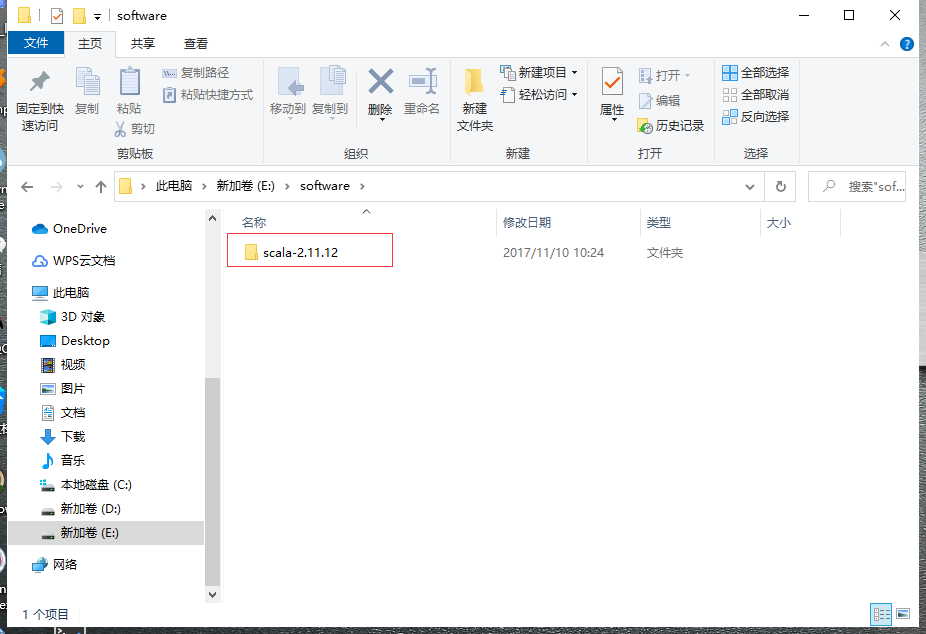 software
文件 主页 共享 查看
固定到快速访问
复制
粘贴
复制路径
粘贴快捷方式
剪切
剪贴板
移动到
复制到
删除
重命名
组织
新建
文件夹
新建项目
轻松访问
新建
属性
打开
编辑
历史记录
打开
全部选择
全部取消
反向选择
选择
此电脑 新加卷 (E:) software
搜索"sof...
OneDrive
WPS云文档
此电脑
3D 对象
Desktop
视频
图片
文档
下载
音乐
本地磁盘 (C:)
新加卷 (D:)
新加卷 (E:)
网络
名称 修改日期 类型 大小
scala-2.11.12 2017/11/10 10:24 文件夹
1 个项目